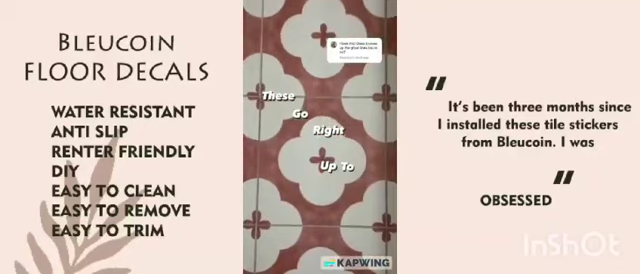 BLEUCOIN
FLOOR DECALS
WATER RESISTANT
ANTI SLIP
RENTER FRIENDLY
DIY
EASY TO CLEAN
EASY TO REMOVE
EASY TO TRIM
These
Go
Right
Up To
KAPWING
“
It's been three months since
I installed these tile stickers
from Bleucoin. I was
”
OBSESSED
InShOt